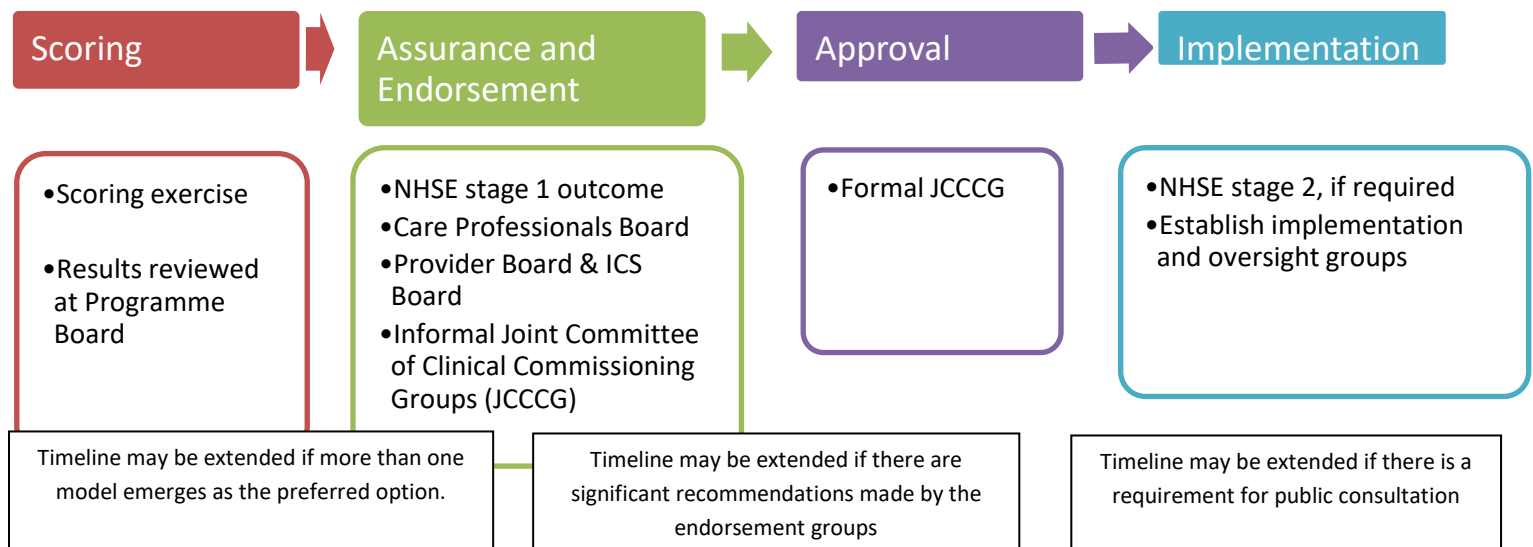 Scoring
Assurance and
Endorsement
Approval
Implementation
•Scoring exercise
•Results reviewed
at Programme
Board
•NHSE stage 1 outcome
•Care Professionals Board
•Provider Board & ICS
Board
•Informal Joint Committee
of Clinical Commissioning
Groups (JCCCG)
•Formal JCCCG
•NHSE stage 2, if required
•Establish implementation
and oversight groups
Timeline may be extended if more than one
model emerges as the preferred option.
Timeline may be extended if there are
significant recommendations made by the
endorsement groups
Timeline may be extended if there is a
requirement for public consultation